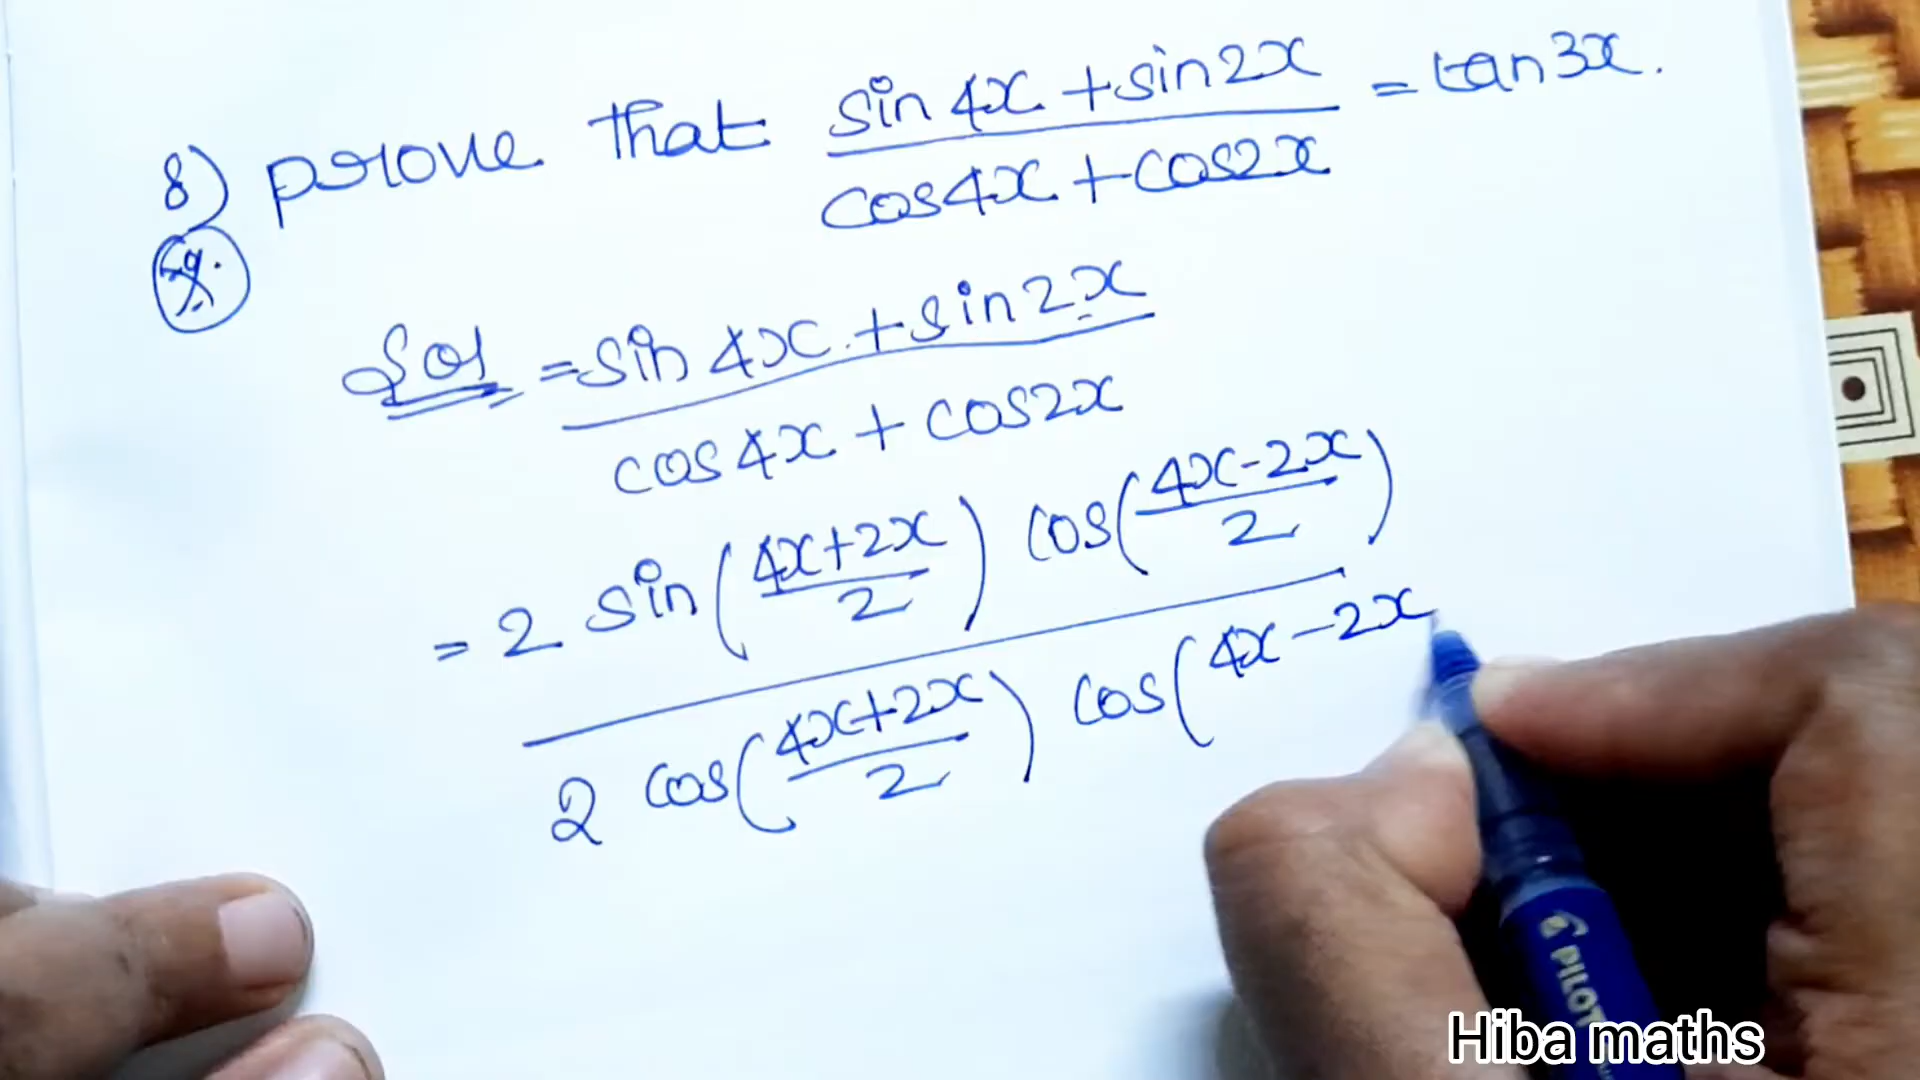 8) prove that (sin 4x + sin 2x)/(cos 4x + cos 2x) = tan 3x.
Sol = (sin 4x + sin 2x)/(cos 4x + cos 2x)
= 2 sin((4x+2x)/2) cos((4x-2x)/2)
2 cos((4x+2x)/2) cos(4x-2x
PILOT
Hiba maths